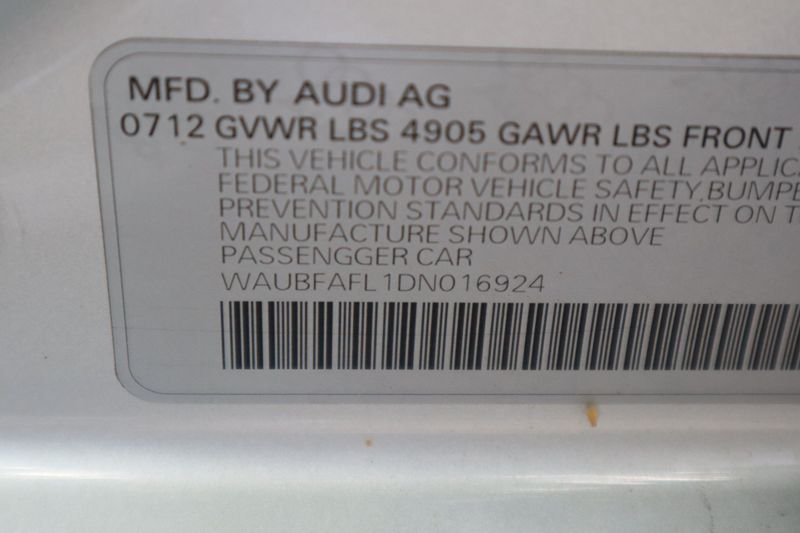 MFD. BY AUDI AG
0712 GVWR LBS 4905 GAWR LBS FRONT
THIS VEHICLE CONFORMS TO ALL APPLICA
FEDERAL MOTOR VEHICLE SAFETY, BUMPE
PREVENTION STANDARDS IN EFFECT ON T
MANUFACTURE SHOWN ABOVE
PASSENGGER CAR
WAUBFAFL1DN016924